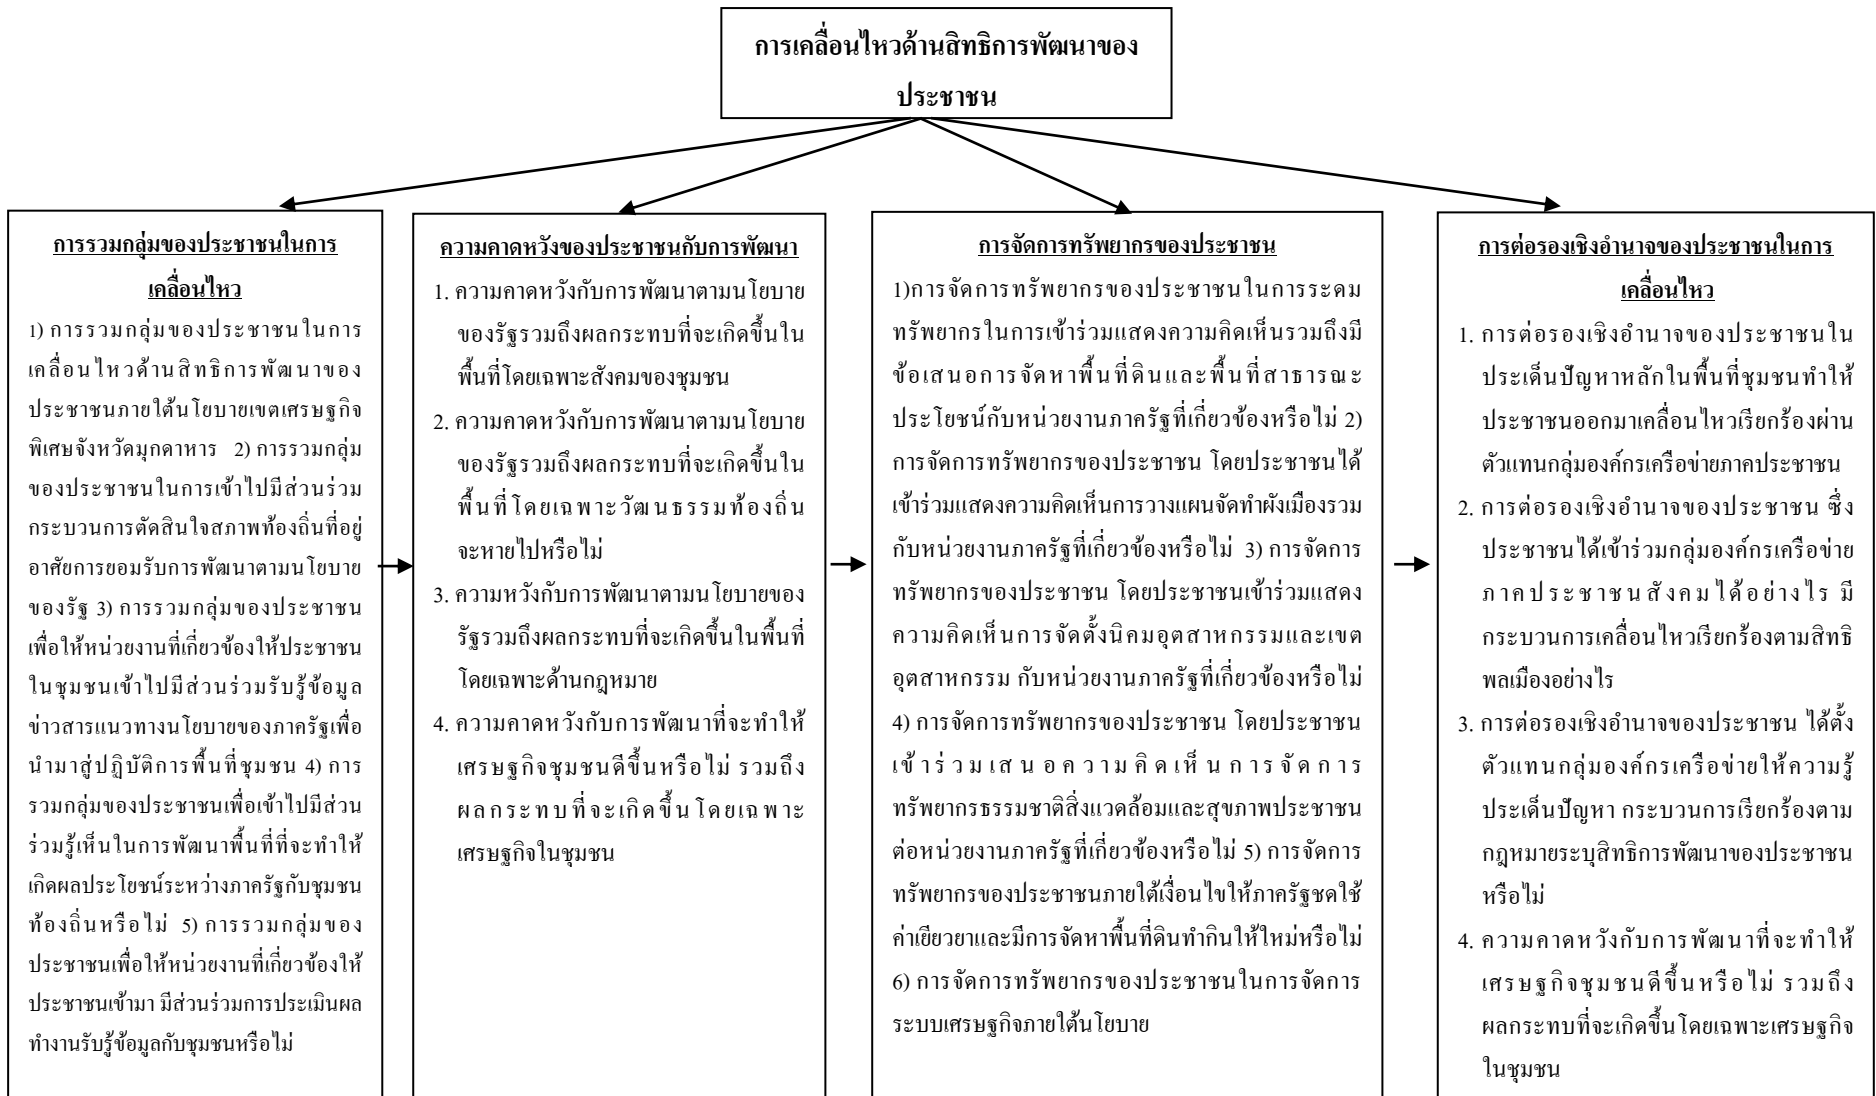 การเคลื่อนไหวด้านสิทธิการพัฒนาของ
ประชาชน
การรวมกลุ่มของประชาชนในการ
เคลื่อนไหว
1) การรวมกลุ่มของประชาชนในการ
เคลื่อนไหวด้านสิทธิการพัฒนาของ
ประชาชนภายใต้นโยบายเขตเศรษฐกิจ
พิเศษจังหวัดมุกดาหาร 2) การรวมกลุ่ม
ของประชาชนในการเข้าไปมีส่วนร่วม
กระบวนการตัดสินใจสภาพท้องถิ่นที่อยู่
อาศัยการยอมรับการพัฒนาตามนโยบาย
ของรัฐ 3) การรวมกลุ่มของประชาชน
เพื่อให้หน่วยงานที่เกี่ยวข้องให้ประชาชน
ในชุมชนเข้าไปมีส่วนร่วมรับรู้ข้อมูล
ข่าวสารแนวทางนโยบายของภาครัฐเพื่อ
นำมาสู่ปฏิบัติการพื้นที่ชุมชน 4) การ
รวมกลุ่มของประชาชนเพื่อเข้าไปมีส่วน
ร่วมรู้เห็นในการพัฒนาพื้นที่ที่จะทำให้
เกิดผลประโยชน์ระหว่างภาครัฐกับชุมชน
ท้องถิ่นหรือไม่ 5) การรวมกลุ่มของ
ประชาชนเพื่อให้หน่วยงานที่เกี่ยวข้องให้
ประชาชนเข้ามา มีส่วนร่วมการประเมินผล
ทำงานรับรู้ข้อมูลกับชุมชนหรือไม่
ความคาดหวังของประชาชนกับการพัฒนา
1. ความคาดหวังกับการพัฒนาตามนโยบาย
ของรัฐรวมถึงผลกระทบที่จะเกิดขึ้นใน
พื้นที่โดยเฉพาะสังคมของชุมชน
2. ความคาดหวังกับการพัฒนาตามนโยบาย
ของรัฐรวมถึงผลกระทบที่จะเกิดขึ้นใน
พื้นที่โดยเฉพาะวัฒนธรรมท้องถิ่น
จะหายไปหรือไม่
3. ความหวังกับการพัฒนาตามนโยบายของ
รัฐรวมถึงผลกระทบที่จะเกิดขึ้นในพื้นที่
โดยเฉพาะด้านกฎหมาย
4. ความคาดหวังกับการพัฒนาที่จะทำให้
เศรษฐกิจชุมชนดีขึ้นหรือไม่ รวมถึง
ผลกระทบที่จะเกิดขึ้นโดยเฉพาะ
เศรษฐกิจในชุมชน
การจัดการทรัพยากรของประชาชน
1)การจัดการทรัพยากรของประชาชนในการระดม
ทรัพยากรในการเข้าร่วมแสดงความคิดเห็นรวมถึงมี
ข้อเสนอการจัดหาพื้นที่ดินและพื้นที่สาธารณะ
ประโยชน์กับหน่วยงานภาครัฐที่เกี่ยวข้องหรือไม่ 2)
การจัดการทรัพยากรของประชาชน โดยประชาชนได้
เข้าร่วมแสดงความคิดเห็นการวางแผนจัดทำผังเมืองรวม
กับหน่วยงานภาครัฐที่เกี่ยวข้องหรือไม่ 3) การจัดการ
ทรัพยากรของประชาชน โดยประชาชนเข้าร่วมแสดง
ความคิดเห็นการจัดตั้งนิคมอุตสาหกรรมและเขต
อุตสาหกรรม กับหน่วยงานภาครัฐที่เกี่ยวข้องหรือไม่
4) การจัดการทรัพยากรของประชาชน โดยประชาชน
เข้าร่วมเสนอความคิดเห็นการจัดการ
ทรัพยากรธรรมชาติสิ่งแวดล้อมและสุขภาพประชาชน
ต่อหน่วยงานภาครัฐที่เกี่ยวข้องหรือไม่ 5) การจัดการ
ทรัพยากรของประชาชนภายใต้เงื่อนไขให้ภาครัฐชดใช้
ค่าเยียวยาและมีการจัดหาพื้นที่ดินทำกินให้ใหม่หรือไม่
6) การจัดการทรัพยากรของประชาชนในการจัดการ
ระบบเศรษฐกิจภายใต้นโยบาย
การต่อรองเชิงอำนาจของประชาชนในการ
เคลื่อนไหว
1. การต่อรองเชิงอำนาจของประชาชนใน
ประเด็นปัญหาหลักในพื้นที่ชุมชนทำให้
ประชาชนออกมาเคลื่อนไหวเรียกร้องผ่าน
ตัวแทนกลุ่มองค์กรเครือข่ายภาคประชาชน
2. การต่อรองเชิงอำนาจของประชาชน ซึ่ง
ประชาชนได้เข้าร่วมกลุ่มองค์กรเครือข่าย
ภาคประชาชนสังคมได้อย่างไร มี
กระบวนการเคลื่อนไหวเรียกร้องตามสิทธิ
พลเมืองอย่างไร
3. การต่อรองเชิงอำนาจของประชาชน ได้ตั้ง
ตัวแทนกลุ่มองค์กรเครือข่ายให้ความรู้
ประเด็นปัญหา กระบวนการเรียกร้องตาม
กฎหมายระบุสิทธิการพัฒนาของประชาชน
หรือไม่
4. ความคาดหวังกับการพัฒนาที่จะทำให้
เศรษฐกิจชุมชนดีขึ้นหรือไม่ รวมถึง
ผลกระทบที่จะเกิดขึ้นโดยเฉพาะเศรษฐกิจ
ในชุมชน